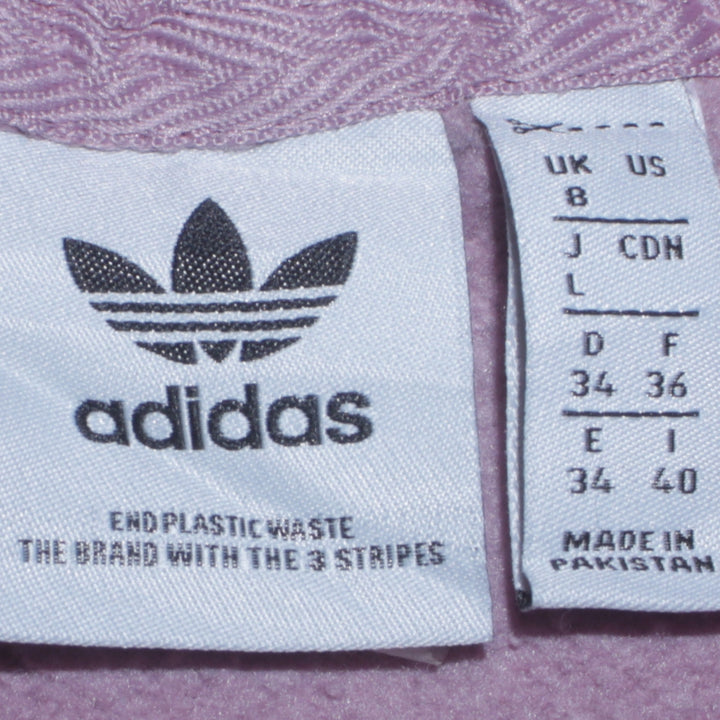 adidas
END PLASTIC WASTE
THE BRAND WITH THE 3 STRIPES
UK US
8
J CDN
L
D F
34 36
E I
34 40
MADE IN
PAKISTAN